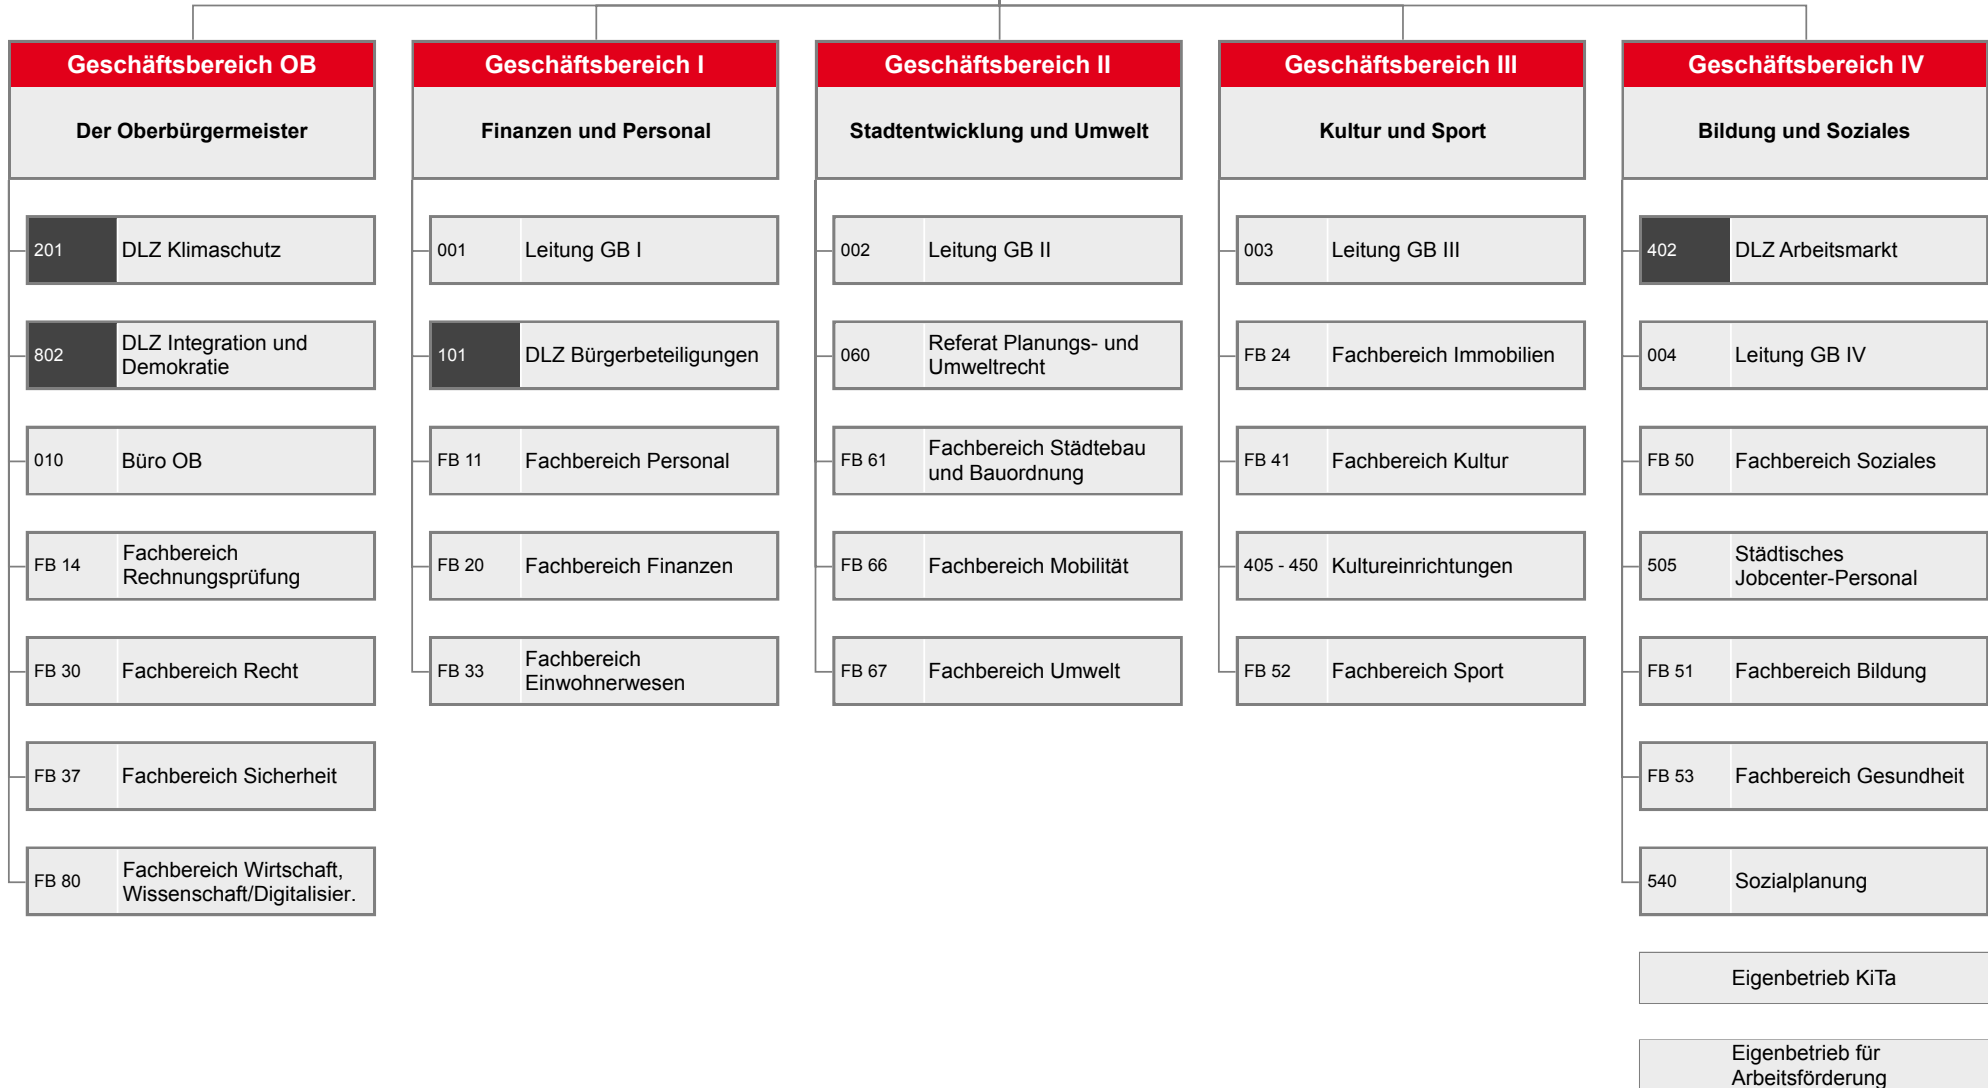 Geschäftsbereich OB
Der Oberbürgermeister
201 DLZ Klimaschutz
802 DLZ Integration und
Demokratie
010 Büro OB
FB 14 Fachbereich
Rechnungsprüfung
FB 30 Fachbereich Recht
FB 37 Fachbereich Sicherheit
FB 80 Fachbereich Wirtschaft,
Wissenschaft/Digitalisier.
Geschäftsbereich I
Finanzen und Personal
001 Leitung GB I
101 DLZ Bürgerbeteiligungen
FB 11 Fachbereich Personal
FB 20 Fachbereich Finanzen
FB 33 Fachbereich
Einwohnerwesen
Geschäftsbereich II
Stadtentwicklung und Umwelt
002 Leitung GB II
060 Referat Planungs- und
Umweltrecht
FB 61 Fachbereich Städtebau
und Bauordnung
FB 66 Fachbereich Mobilität
FB 67 Fachbereich Umwelt
Geschäftsbereich III
Kultur und Sport
003 Leitung GB III
FB 24 Fachbereich Immobilien
FB 41 Fachbereich Kultur
405 - 450 Kultureinrichtungen
FB 52 Fachbereich Sport
Geschäftsbereich IV
Bildung und Soziales
402 DLZ Arbeitsmarkt
004 Leitung GB IV
FB 50 Fachbereich Soziales
505 Städtisches
Jobcenter-Personal
FB 51 Fachbereich Bildung
FB 53 Fachbereich Gesundheit
540 Sozialplanung
Eigenbetrieb KiTa
Eigenbetrieb für
Arbeitsförderung